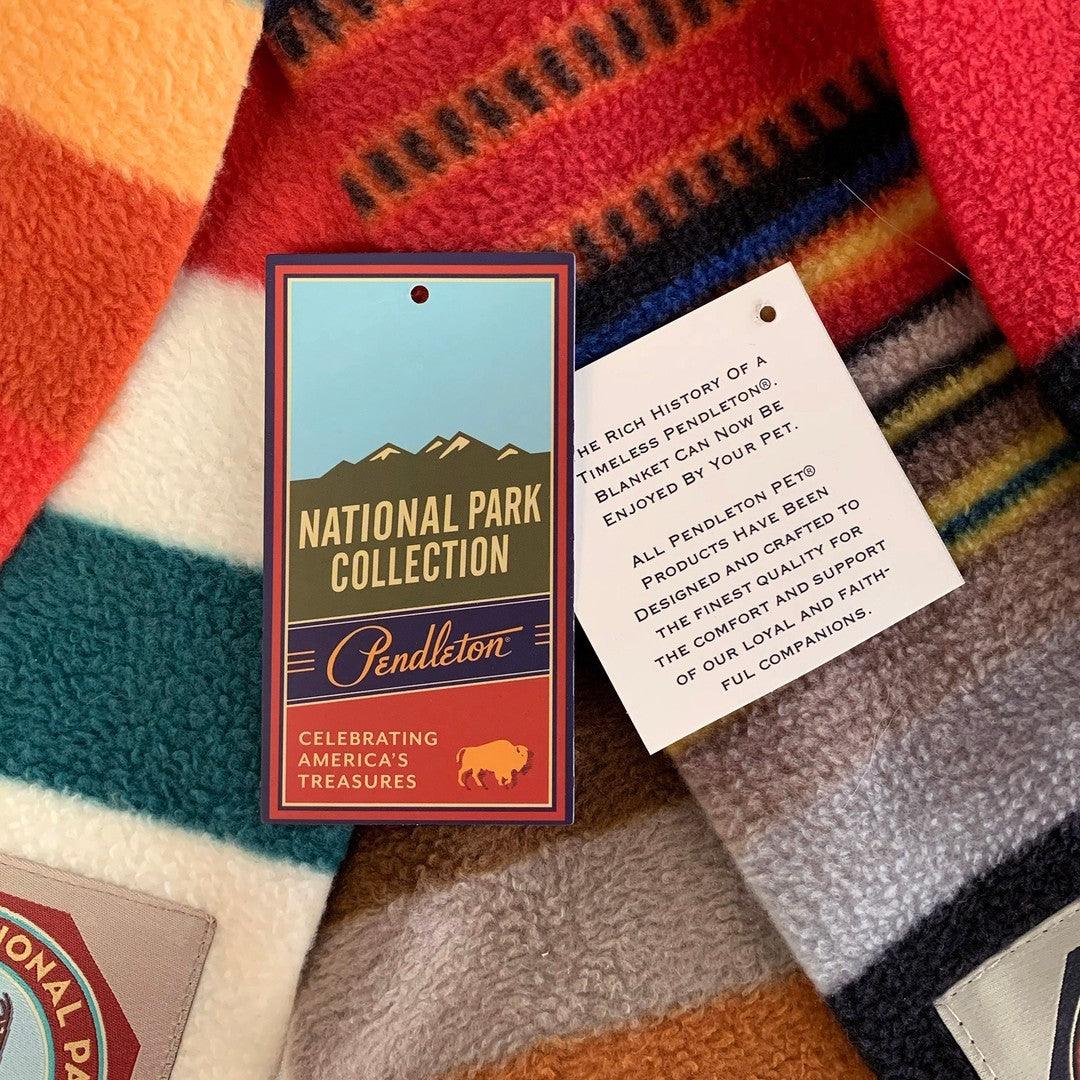 NATIONAL PARK
COLLECTION
Pendleton®
CELEBRATING
AMERICA'S
TREASURES
HE RICH HISTORY OF A
TIMELESS PENDLETON®.
BLANKET CAN NOW BE
ENJOYED BY YOUR PET.
ALL PENDLETON PET®
PRODUCTS HAVE BEEN
DESIGNED AND CRAFTED TO
THE FINEST QUALITY FOR
THE COMFORT AND SUPPORT
OF OUR LOYAL AND FAITH-
FUL COMPANIONS.
IONAL PA